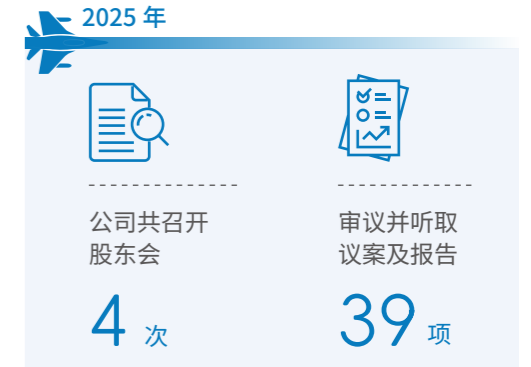 2025 年
公司共召开
股东会
4 次
审议并听取
议案及报告
39 项